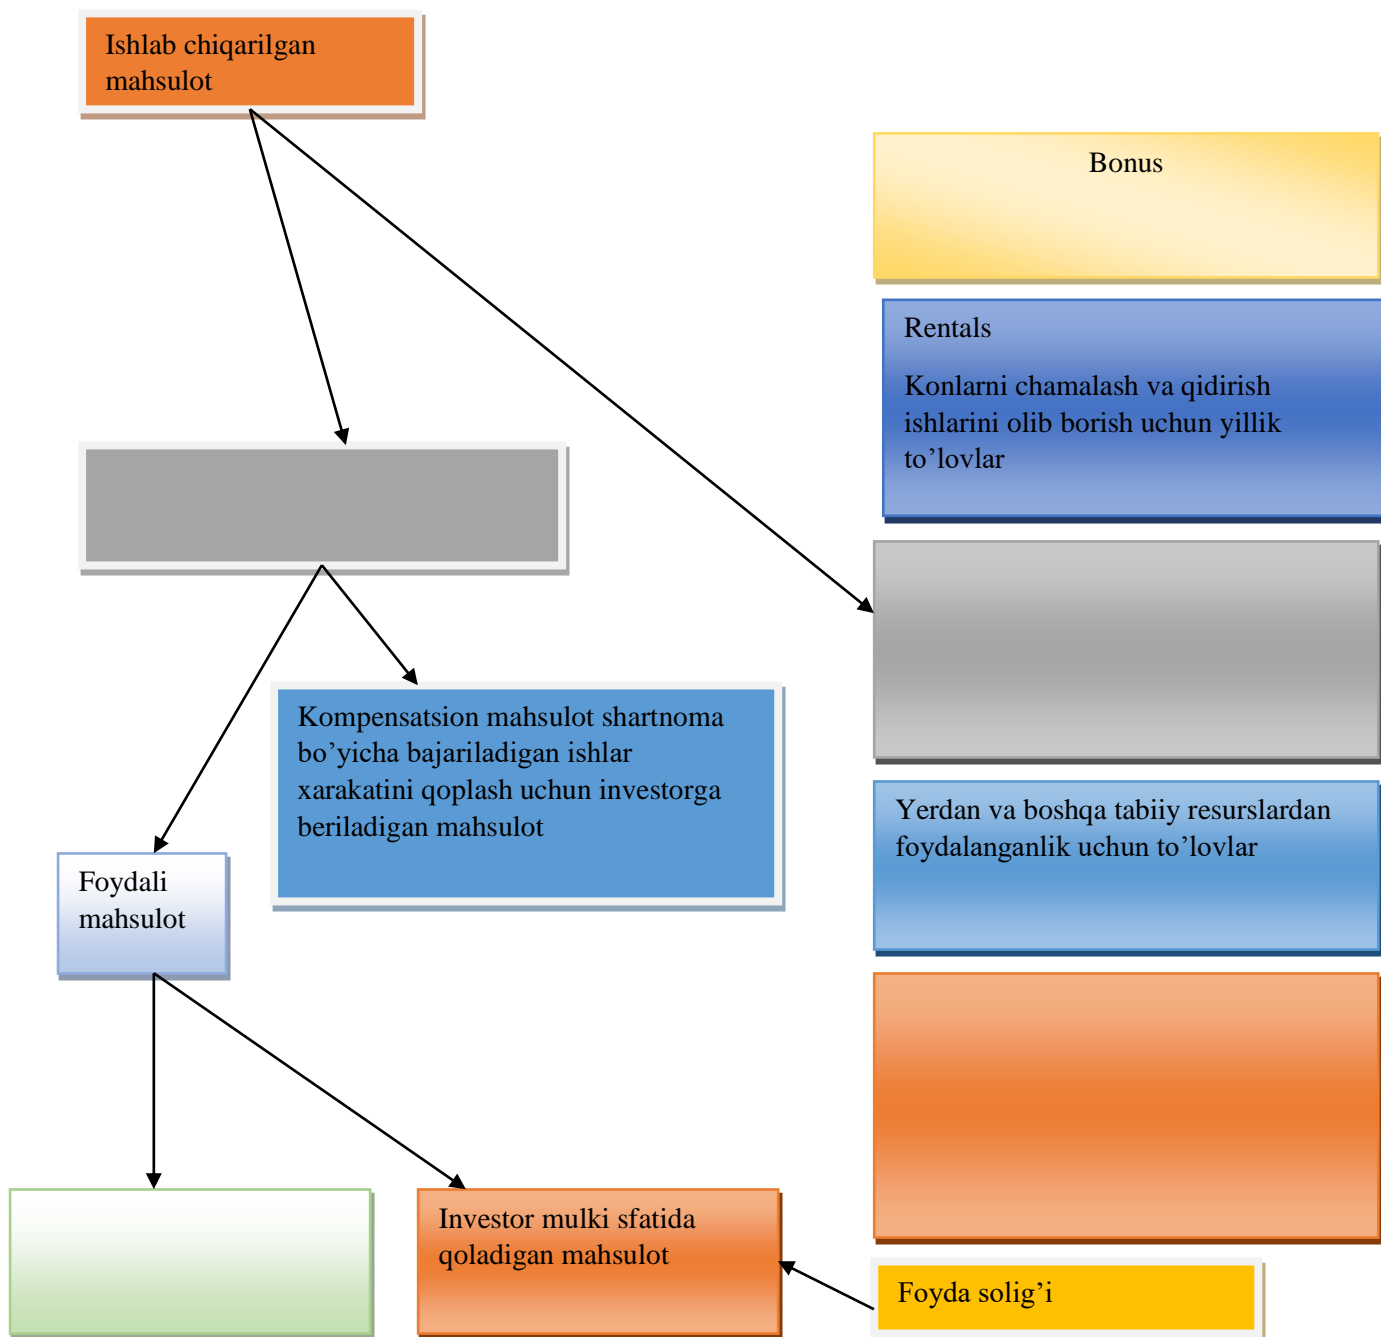 Ishlab chiqarilgan
mahsulot
Bonus
Rentals
Konlarni chamalash va qidirish
ishlarini olib borish uchun yillik
to’lovlar
Kompensatsion mahsulot shartnoma
bo’yicha bajariladigan ishlar
xarakatini qoplash uchun investorga
beriladigan mahsulot
Yerdan va boshqa tabiiy resurslardan
foydalanganlik uchun to’lovlar
Foydali
mahsulot
Investor mulki sfatida
qoladigan mahsulot
Foyda solig’i